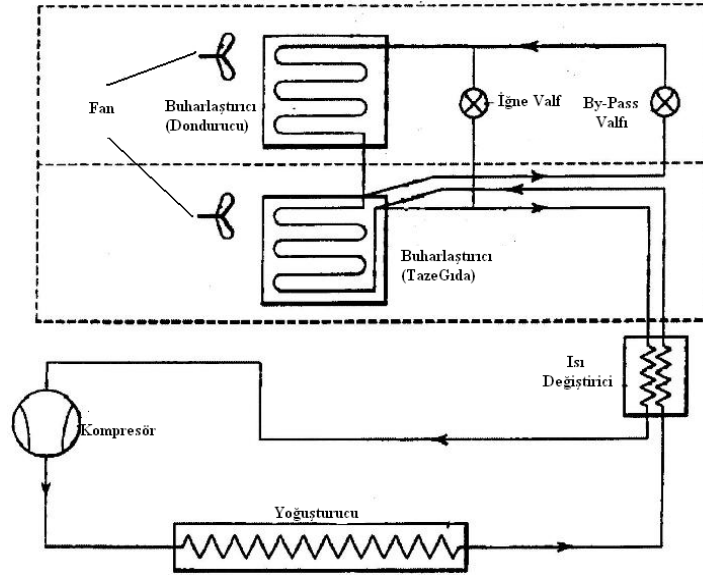 Fan
Buharlaştırıcı
(Dondurucu)
İğne Valf
By-Pass
Valfı
Buharlaştırıcı
(TazeGıda)
Isı
Değiştirici
Kompresör
Yoğuşturucu